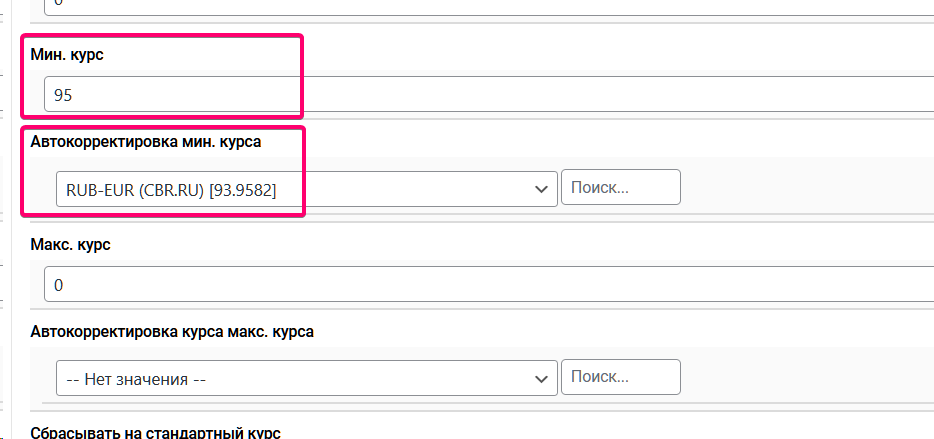 Мин. курс
95
Автокорректировка мин. курса
RUB-EUR (CBR.RU) [93.9582]
Поиск...
Макс. курс
0
Автокорректировка курса макс. курса
-- Нет значения --
Поиск...
Сбрасывать на стандартный курс